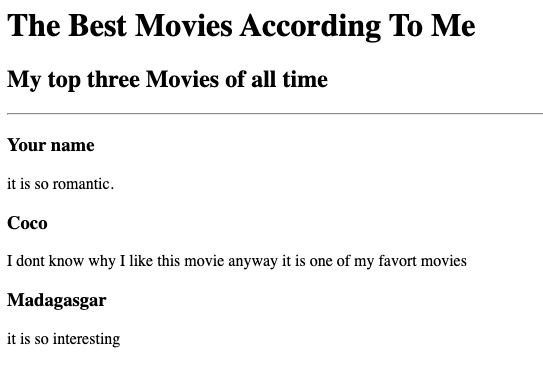 The Best Movies According To Me
My top three Movies of all time
Your name
it is so romantic.
Coco
I dont know why I like this movie anyway it is one of my favort movies
Madagasgar
it is so interesting